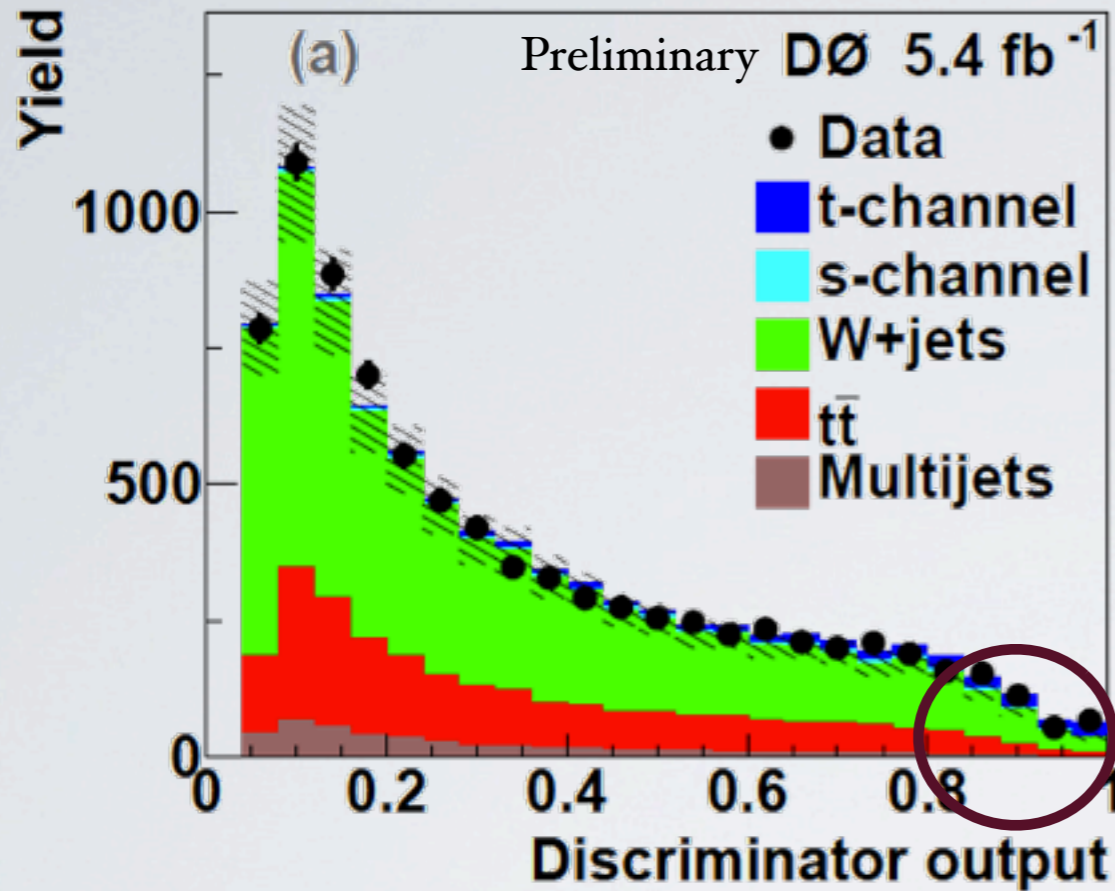 Yield
(a)
Preliminary DØ 5.4 fb⁻¹
Data
t-channel
s-channel
W+jets
tt̄
Multijets
1000
500
0
0 0.2 0.4 0.6 0.8 1
Discriminator output